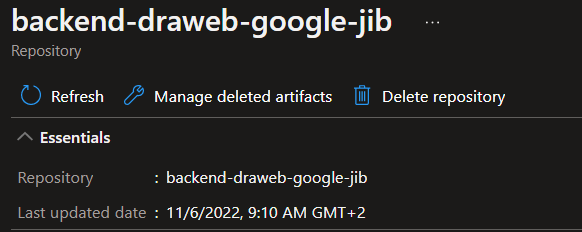 backend-draweb-google-jib ...
Repository
Refresh Manage deleted artifacts Delete repository
Essentials
Repository : backend-draweb-google-jib
Last updated date : 11/6/2022, 9:10 AM GMT+2